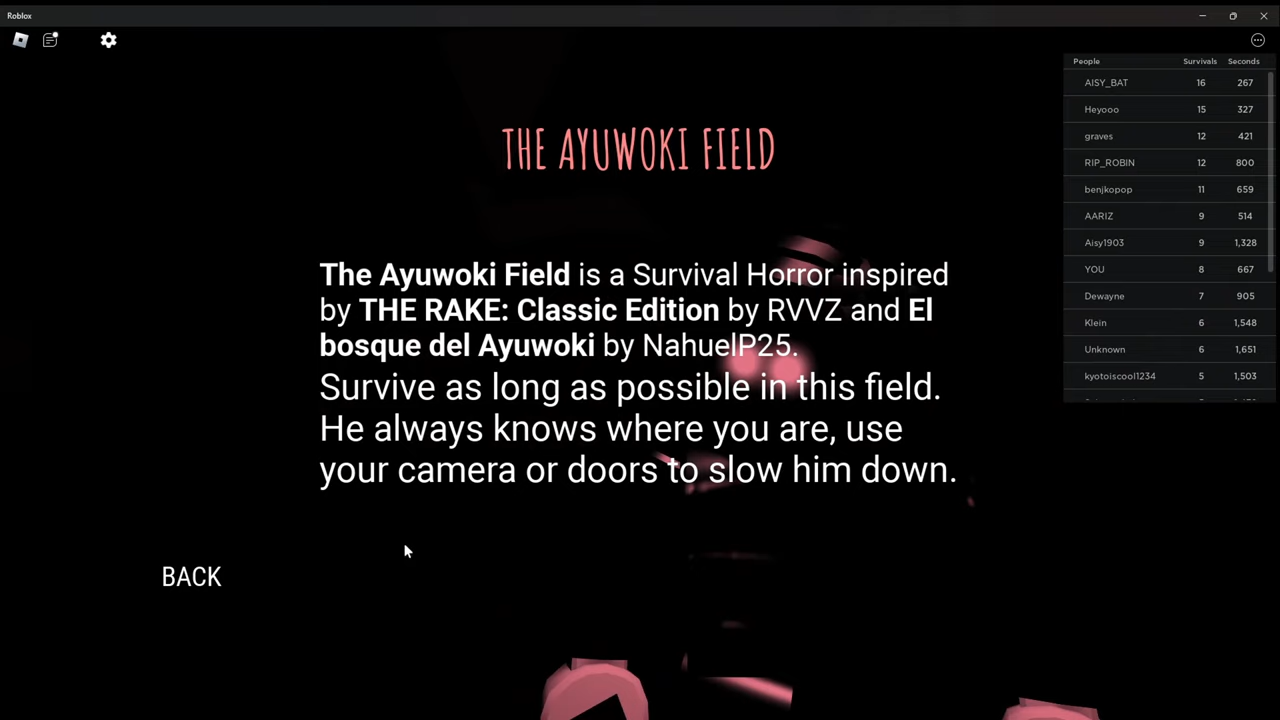 Roblox
THE AYUWOKI FIELD
The Ayuwoki Field is a Survival Horror inspired
by THE RAKE: Classic Edition by RVVZ and El
bosque del Ayuwoki by NahuelP25.
Survive as long as possible in this field.
He always knows where you are, use
your camera or doors to slow him down.
BACK
People Survivals Seconds
AISY_BAT 16 267
Heyooo 15 327
graves 12 421
RIP_ROBIN 12 800
benjkopop 11 659
AARIZ 9 514
Aisy1903 9 1,328
YOU 8 667
Dewayne 7 905
Klein 6 1,548
Unknown 6 1,651
kyotoiscool1234 5 1,503